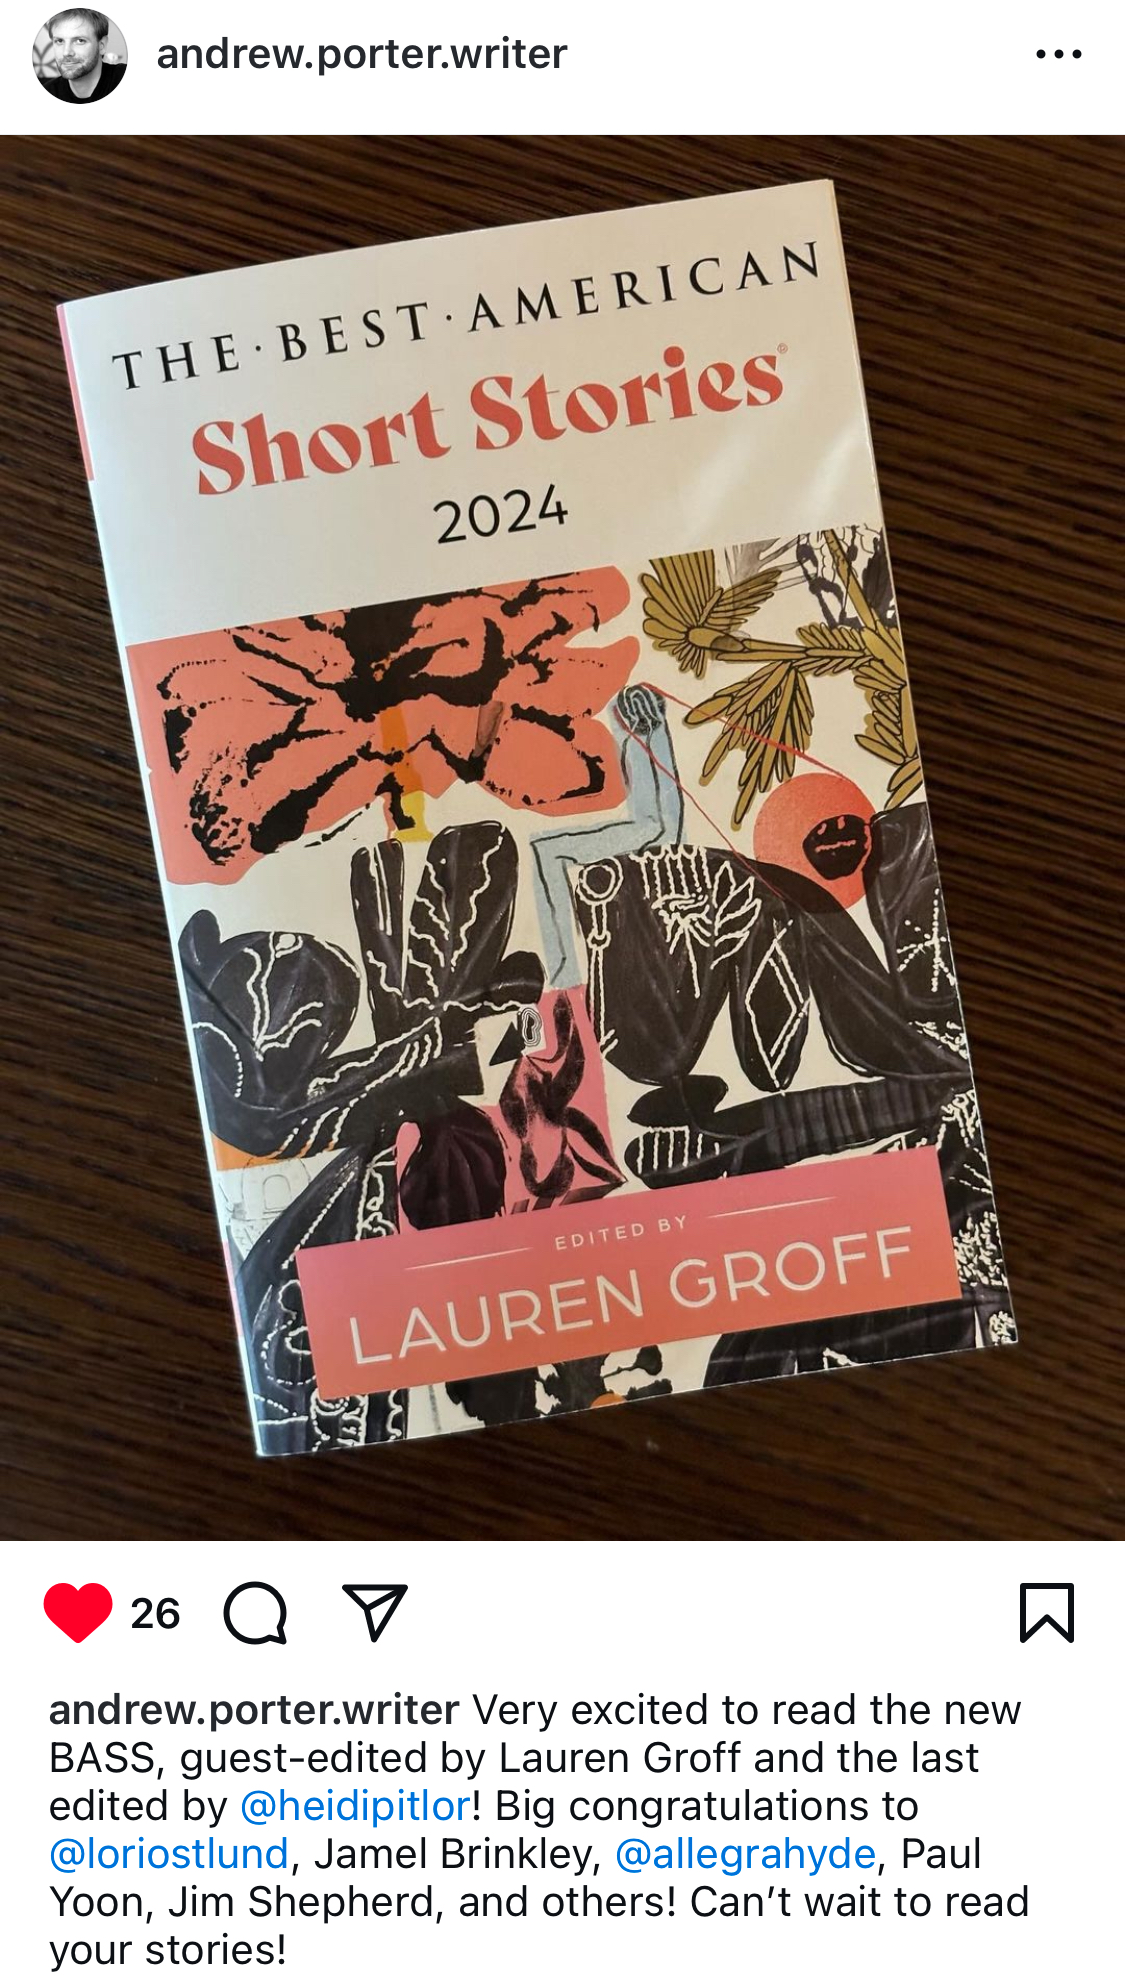 andrew.porter.writer
THE·BEST·AMERICAN
Short Stories®
2024
EDITED BY
LAUREN GROFF
26
andrew.porter.writer Very excited to read the new
BASS, guest-edited by Lauren Groff and the last
edited by @heidipitlor! Big congratulations to
@loriostlund, Jamel Brinkley, @allegrahyde, Paul
Yoon, Jim Shepherd, and others! Can’t wait to read
your stories!